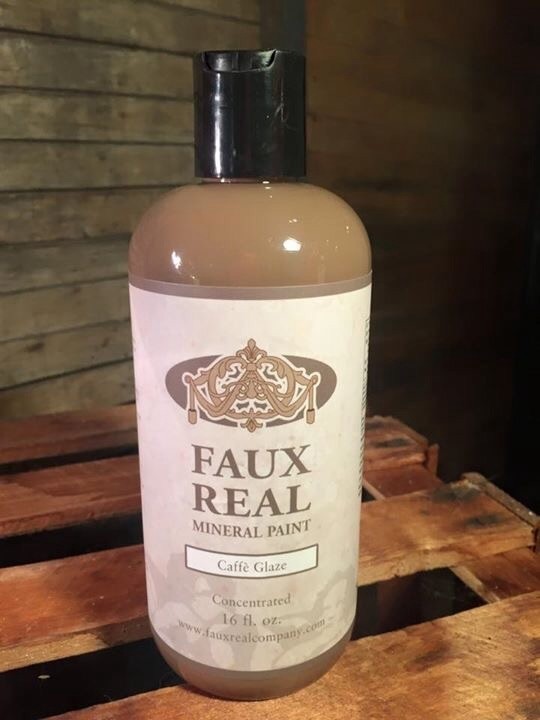 FAUX
REAL
MINERAL PAINT
Caffè Glaze
Concentrated
16 fl. oz.
www.fauxrealcompany.com